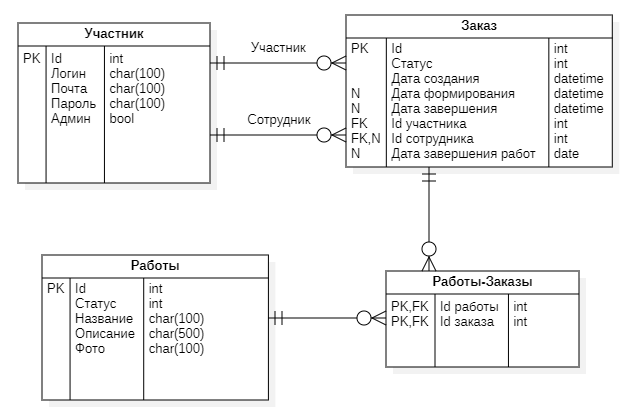 Участник
PK Id int
Логин char(100)
Почта char(100)
Пароль char(100)
Админ bool
Участник
Сотрудник
Заказ
PK Id int
Статус int
Дата создания datetime
N Дата формирования datetime
N Дата завершения datetime
FK Id участника int
FK,N Id сотрудника int
N Дата завершения работ date
Работы
PK Id int
Статус int
Название char(100)
Описание char(500)
Фото char(100)
Работы-Заказы
PK,FK Id работы int
PK,FK Id заказа int